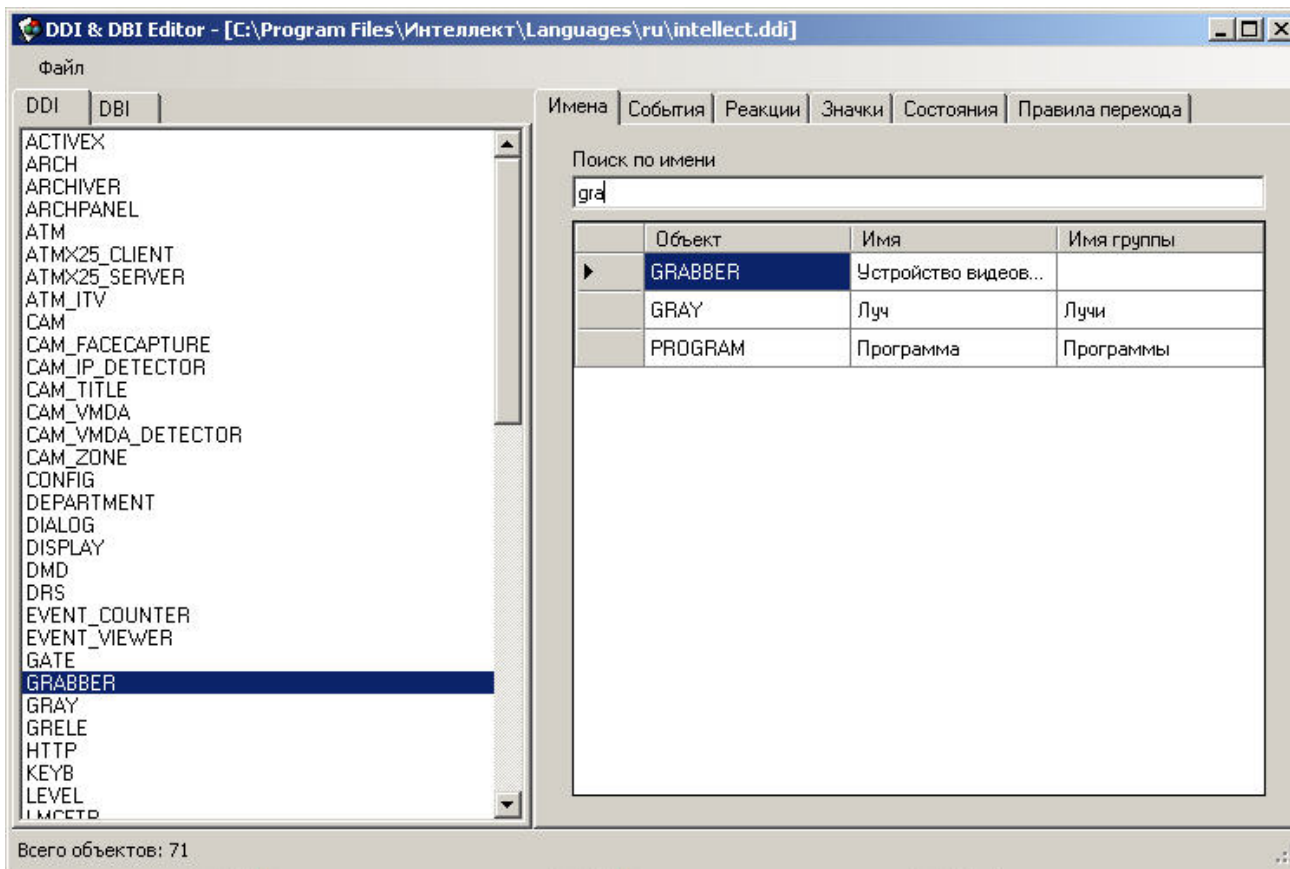 DDI & DBI Editor - [C:\Program Files\Интеллект\Languages\ru\intellect.ddi]
Файл
DDI DBI
ACTIVEX
ARCH
ARCHIVER
ARCHPANEL
ATM
ATMX25_CLIENT
ATMX25_SERVER
ATM_ITV
CAM
CAM_FACECAPTURE
CAM_IP_DETECTOR
CAM_TITLE
CAM_VMDA
CAM_VMDA_DETECTOR
CAM_ZONE
CONFIG
DEPARTMENT
DIALOG
DISPLAY
DMD
DRS
EVENT_COUNTER
EVENT_VIEWER
GATE
GRABBER
GRAY
GRELE
HTTP
KEYB
LEVEL
Имена События Реакции Значки Состояния Правила перехода
Поиск по имени
gra
Объект Имя Имя группы
GRABBER Устройство видеов...
GRAY Луч Лучи
PROGRAM Программа Программы
Всего объектов: 71